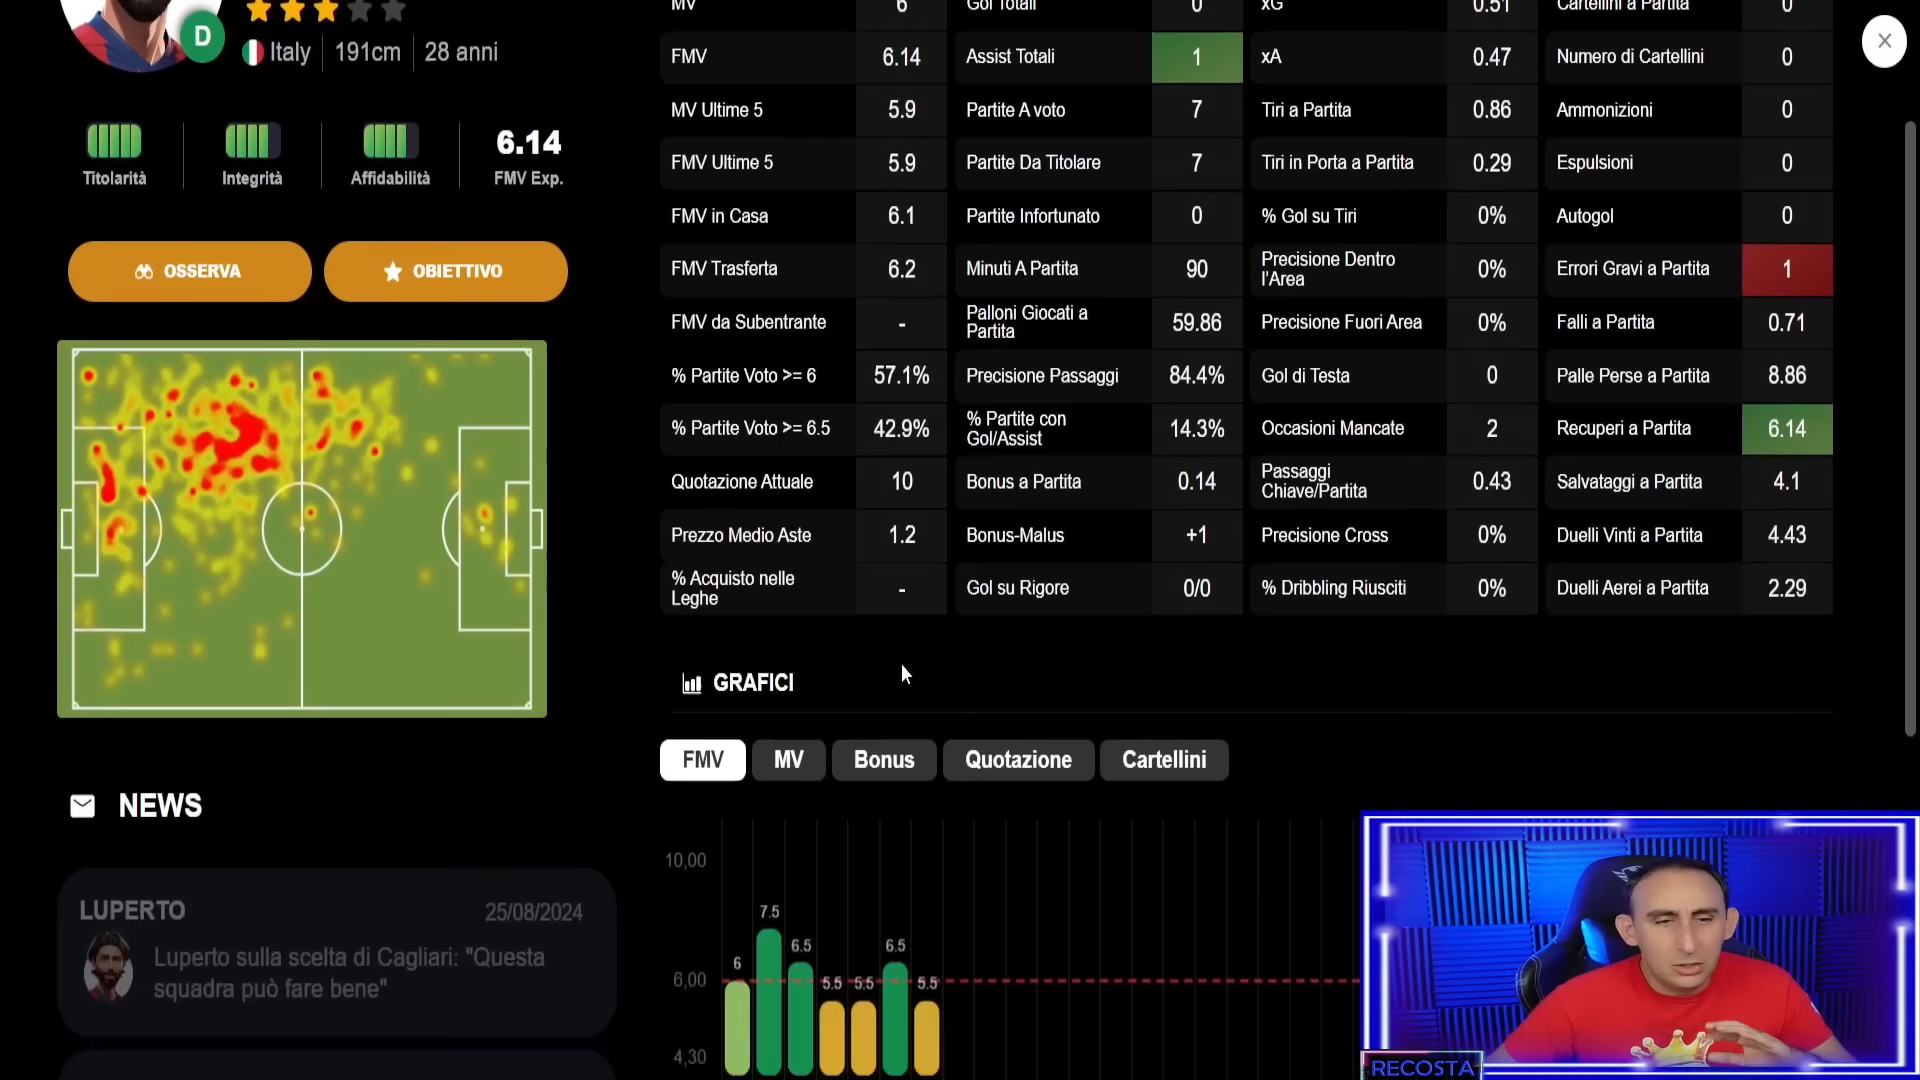 D
Italy 191cm 28 anni
Titolarità Integrità Affidabilità
6.14
FMV Exp.
OSSERVA
OBIETTIVO
MV 6
FMV 6.14
MV Ultime 5 5.9
FMV Ultime 5 5.9
FMV in Casa 6.1
FMV Trasferta 6.2
FMV da Subentrante -
% Partite Voto >= 6 57.1%
% Partite Voto >= 6.5 42.9%
Quotazione Attuale 10
Prezzo Medio Aste 1.2
% Acquisto nelle
Leghe -
Gol Totali 0
Assist Totali 1
Partite A voto 7
Partite Da Titolare 7
Partite Infortunato 0
Minuti A Partita 90
Palloni Giocati a
Partita 59.86
Precisione Passaggi 84.4%
% Partite con
Gol/Assist 14.3%
Bonus a Partita 0.14
Bonus-Malus +1
Gol su Rigore 0/0
xG 0.51
xA 0.47
Tiri a Partita 0.86
Tiri in Porta a Partita 0.29
% Gol su Tiri 0%
Precisione Dentro
l'Area 0%
Precisione Fuori Area 0%
Gol di Testa 0
Occasioni Mancate 2
Passaggi
Chiave/Partita 0.43
Precisione Cross 0%
% Dribbling Riusciti 0%
Cartellini a Partita 0
Numero di Cartellini 0
Ammonizioni 0
Espulsioni 0
Autogol 0
Errori Gravi a Partita 1
Falli a Partita 0.71
Palle Perse a Partita 8.86
Recuperi a Partita 6.14
Salvataggi a Partita 4.1
Duelli Vinti a Partita 4.43
Duelli Aerei a Partita 2.29
GRAFICI
FMV MV Bonus Quotazione Cartellini
10,00
6,00
4,30
6 7.5 6.5 5.5 5.5 6.5 5.5
NEWS
LUPERTO 25/08/2024
Luperto sulla scelta di Cagliari: "Questa
squadra può fare bene"
RECOSTA